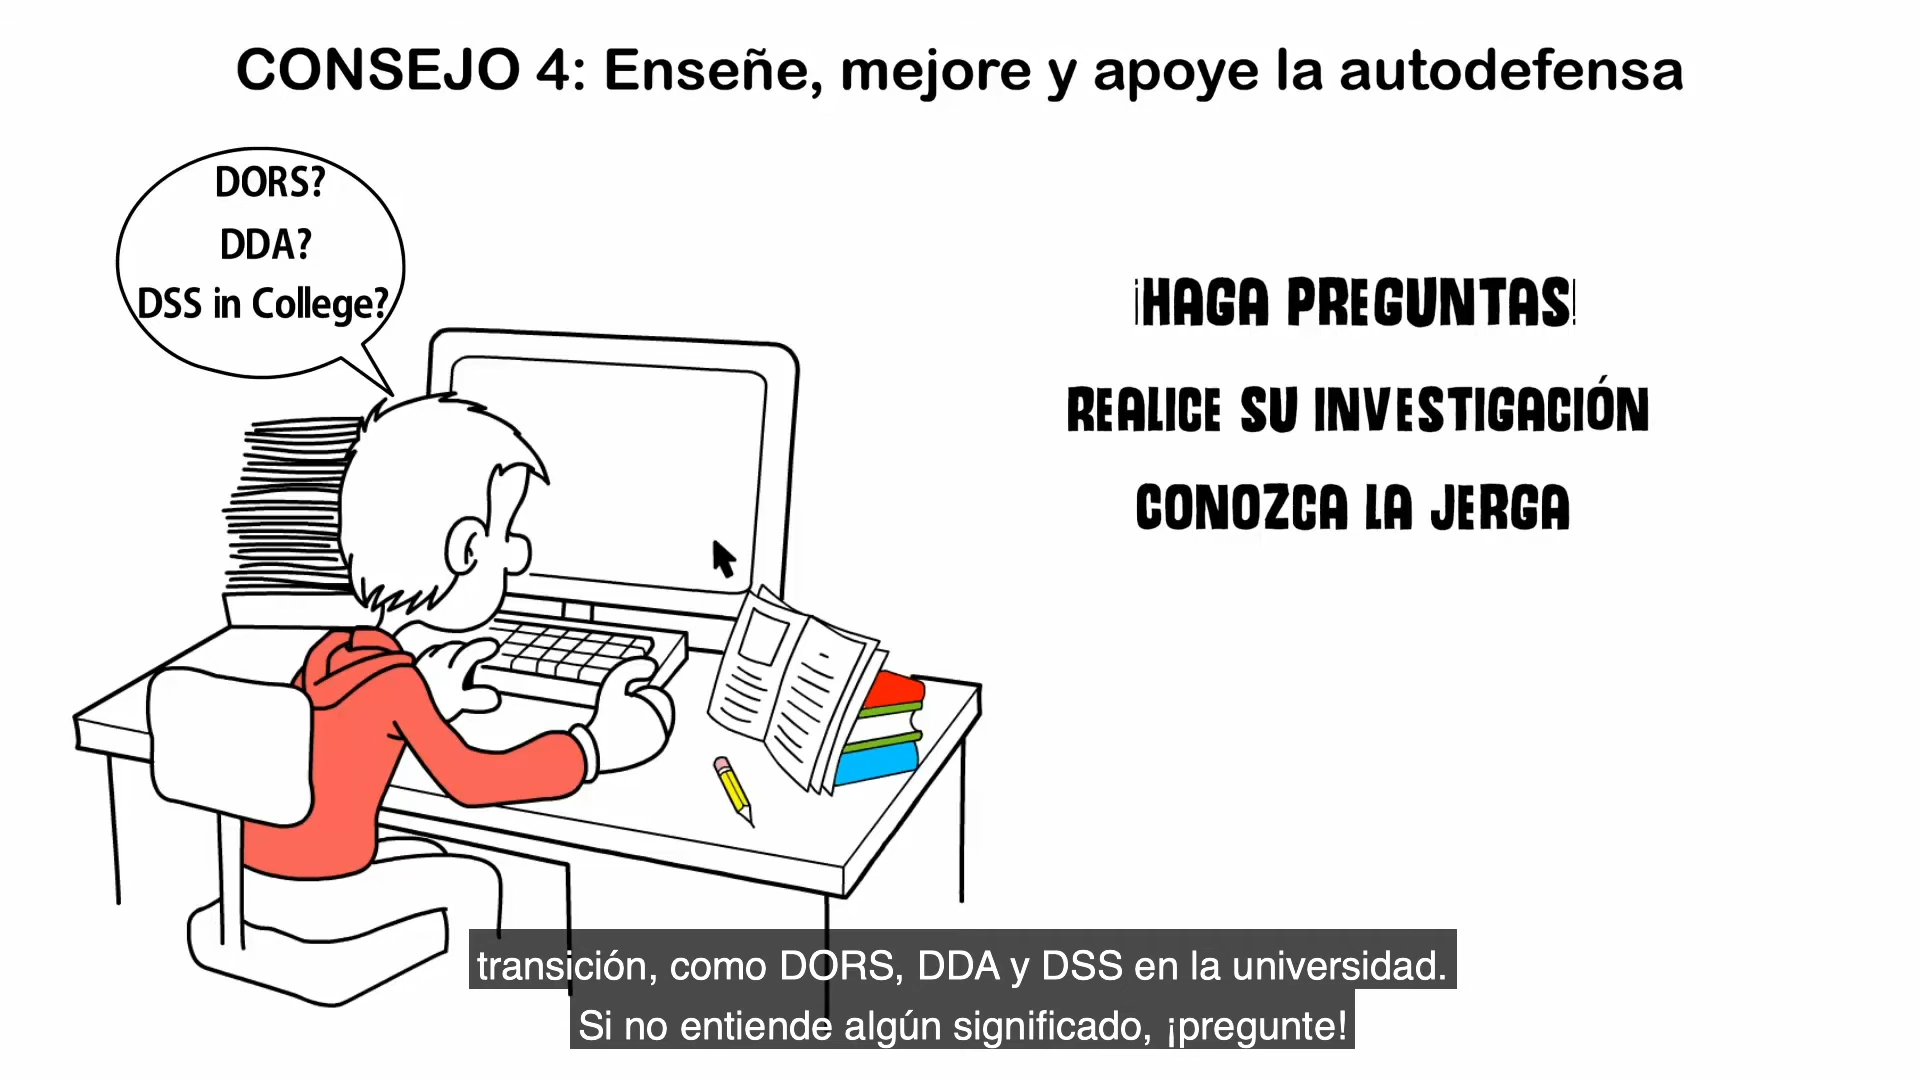 CONSEJO 4: Enseñe, mejore y apoye la autodefensa
DORS?
DDA?
DSS in College?
¡HAGA PREGUNTAS!
REALICE SU INVESTIGACIÓN
CONOZCA LA JERGA
transición, como DORS, DDA y DSS en la universidad.
Si no entiende algún significado, ¡pregunte!